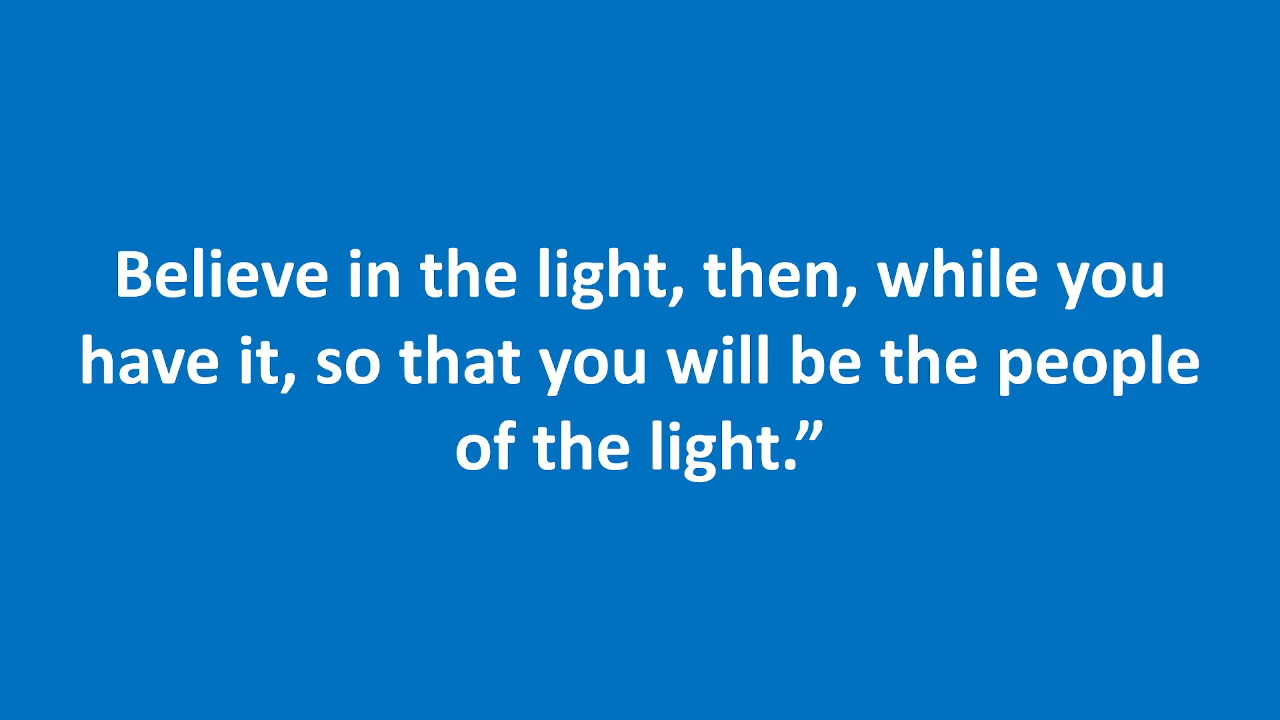 Believe in the light, then, while you
have it, so that you will be the people
of the light.”